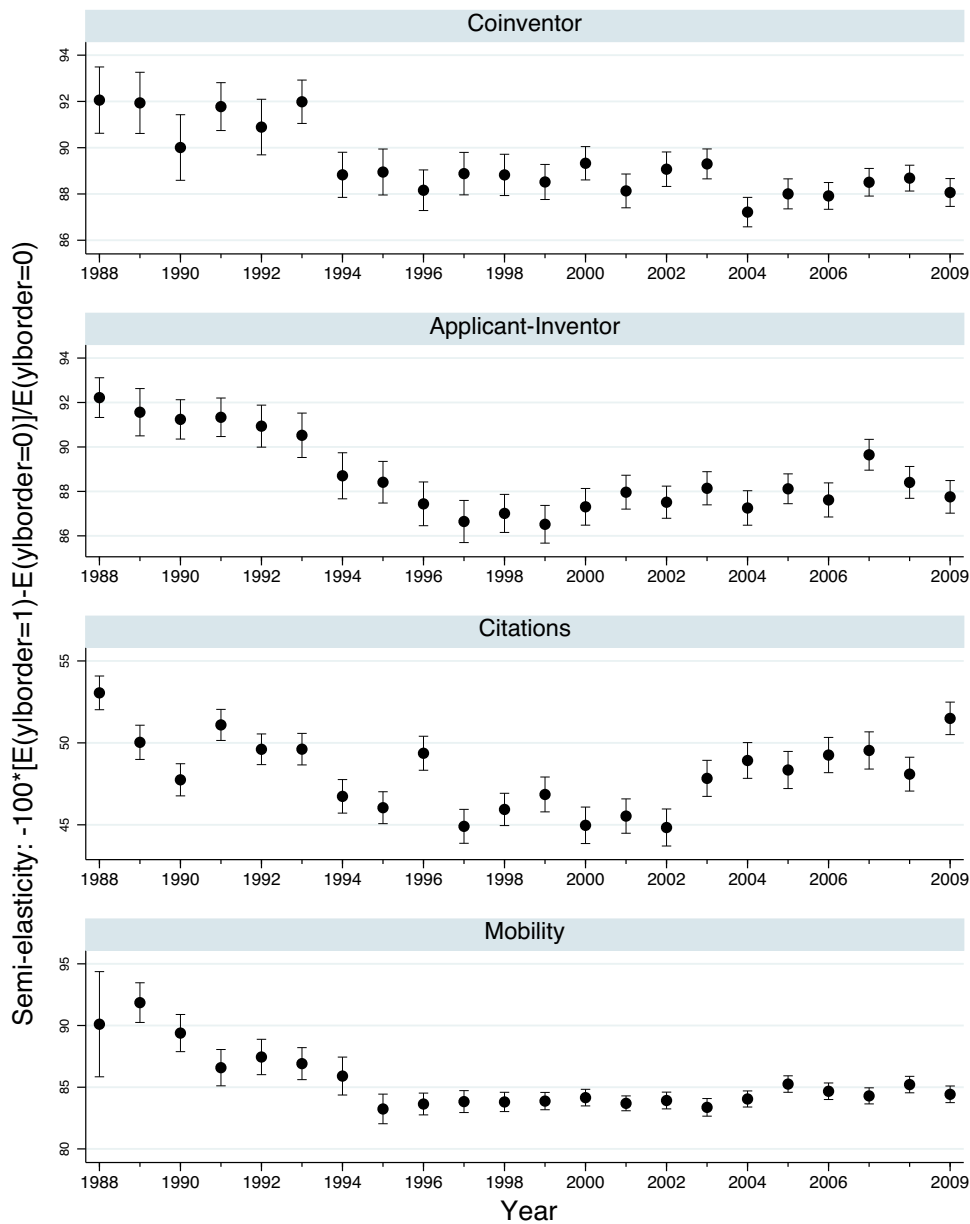 Semi-elasticity: -100*[E(ylborder=1)-E(ylborder=0)]/E(ylborder=0)
Coinventor
94
92
90
88
86
1988 1990 1992 1994 1996 1998 2000 2002 2004 2006 2009
Applicant-Inventor
94
92
90
88
86
1988 1990 1992 1994 1996 1998 2000 2002 2004 2006 2009
Citations
55
50
45
1988 1990 1992 1994 1996 1998 2000 2002 2004 2006 2009
Mobility
95
90
85
80
1988 1990 1992 1994 1996 1998 2000 2002 2004 2006 2009
Year